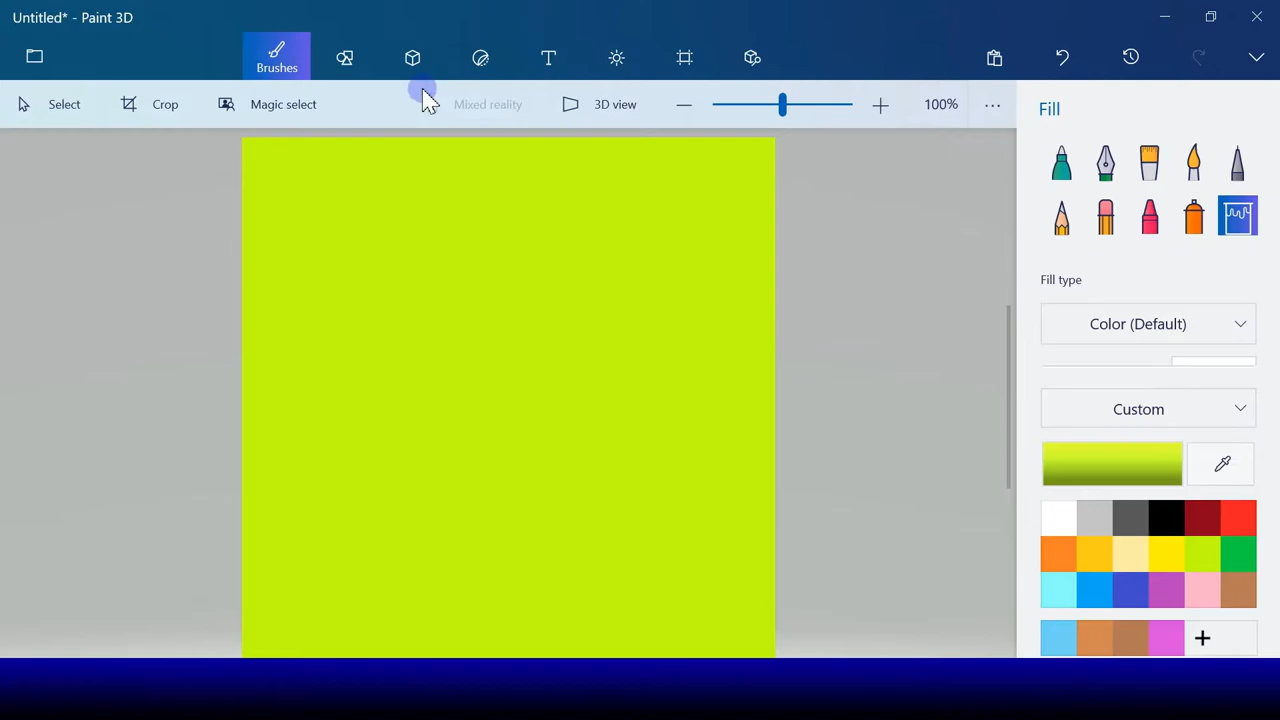 Untitled* - Paint 3D
Brushes
Select
Crop
Magic select
Mixed reality
3D view
100%
Fill
Fill type
Color (Default)
Custom